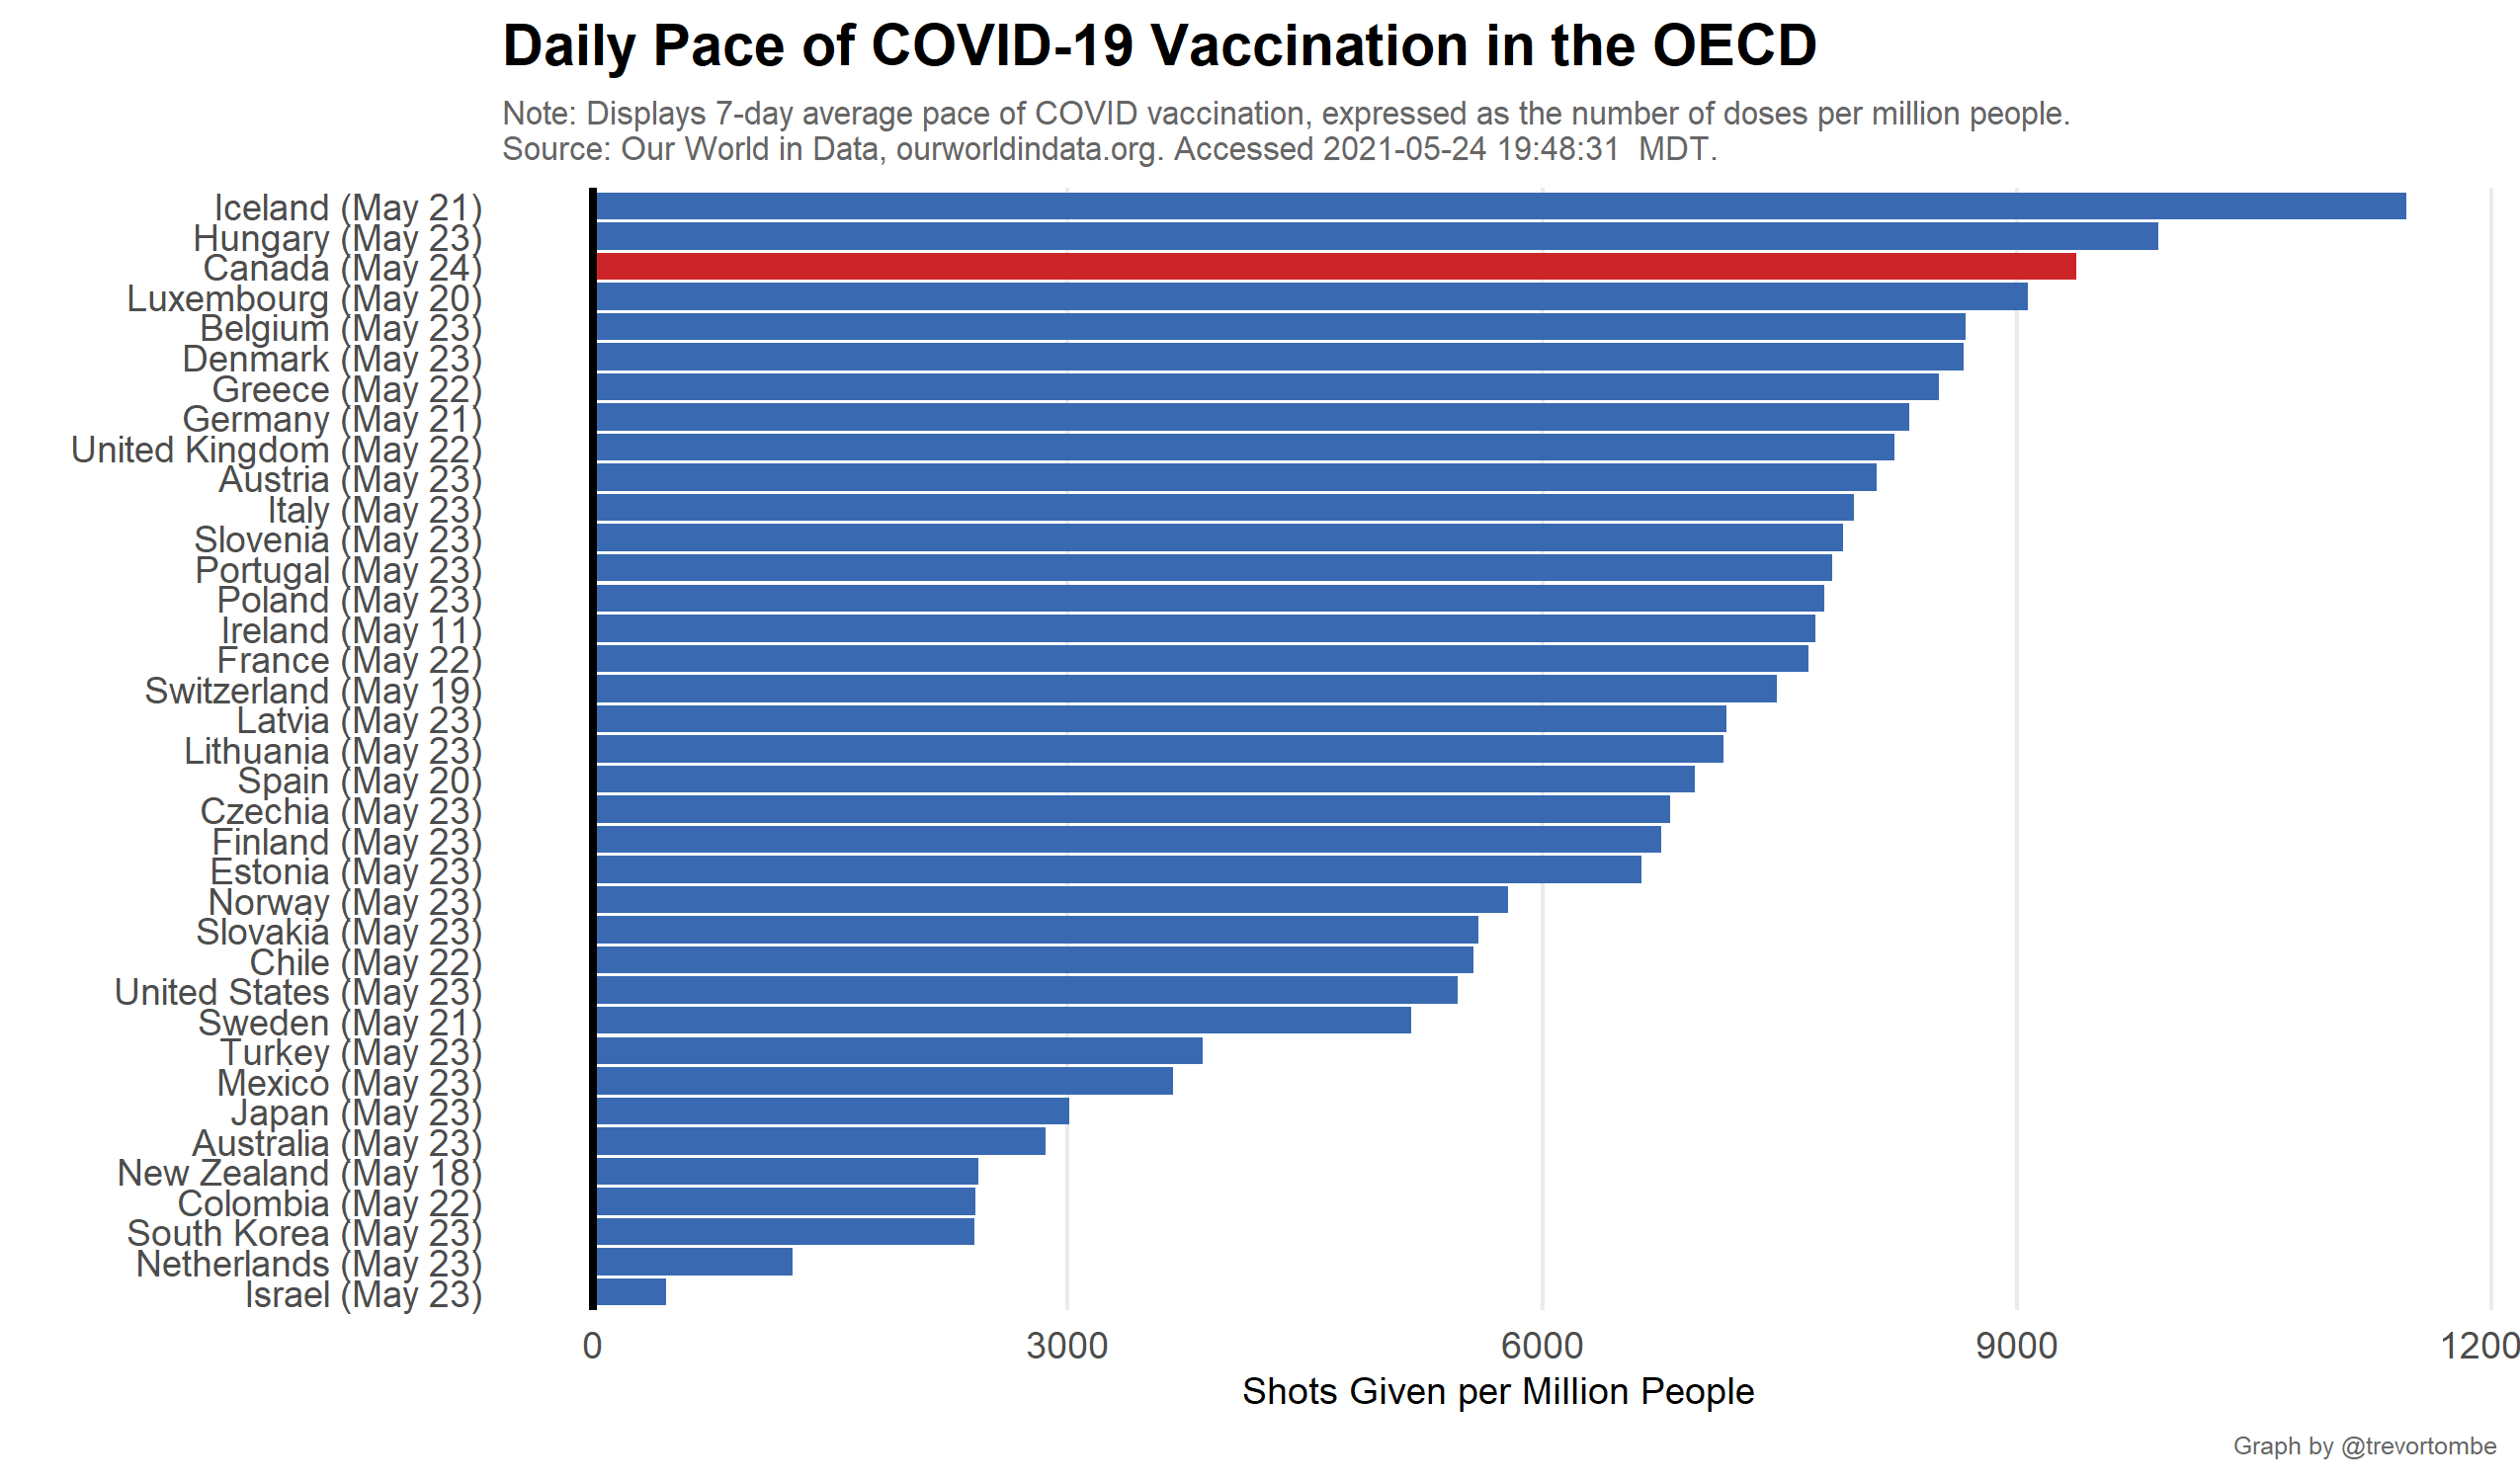 Daily Pace of COVID-19 Vaccination in the OECD
Note: Displays 7-day average pace of COVID vaccination, expressed as the number of doses per million people.
Source: Our World in Data, ourworldindata.org. Accessed 2021-05-24 19:48:31  MDT.
Iceland (May 21)
Hungary (May 23)
Canada (May 24)
Luxembourg (May 20)
Belgium (May 23)
Denmark (May 23)
Greece (May 22)
Germany (May 21)
United Kingdom (May 22)
Austria (May 23)
Italy (May 23)
Slovenia (May 23)
Portugal (May 23)
Poland (May 23)
Ireland (May 11)
France (May 22)
Switzerland (May 19)
Latvia (May 23)
Lithuania (May 23)
Spain (May 20)
Czechia (May 23)
Finland (May 23)
Estonia (May 23)
Norway (May 23)
Slovakia (May 23)
Chile (May 22)
United States (May 23)
Sweden (May 21)
Turkey (May 23)
Mexico (May 23)
Japan (May 23)
Australia (May 23)
New Zealand (May 18)
Colombia (May 22)
South Korea (May 23)
Netherlands (May 23)
Israel (May 23)
0 3000 6000 9000 1200
Shots Given per Million People
Graph by @trevortombe